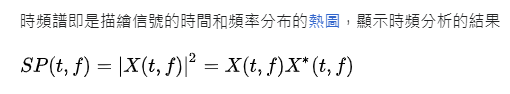 時頻譜即是描繪信號的時間和頻率分布的熱圖，顯示時頻分析的結果
SP(t, f) = |X(t, f)|² = X(t, f)X*(t, f)